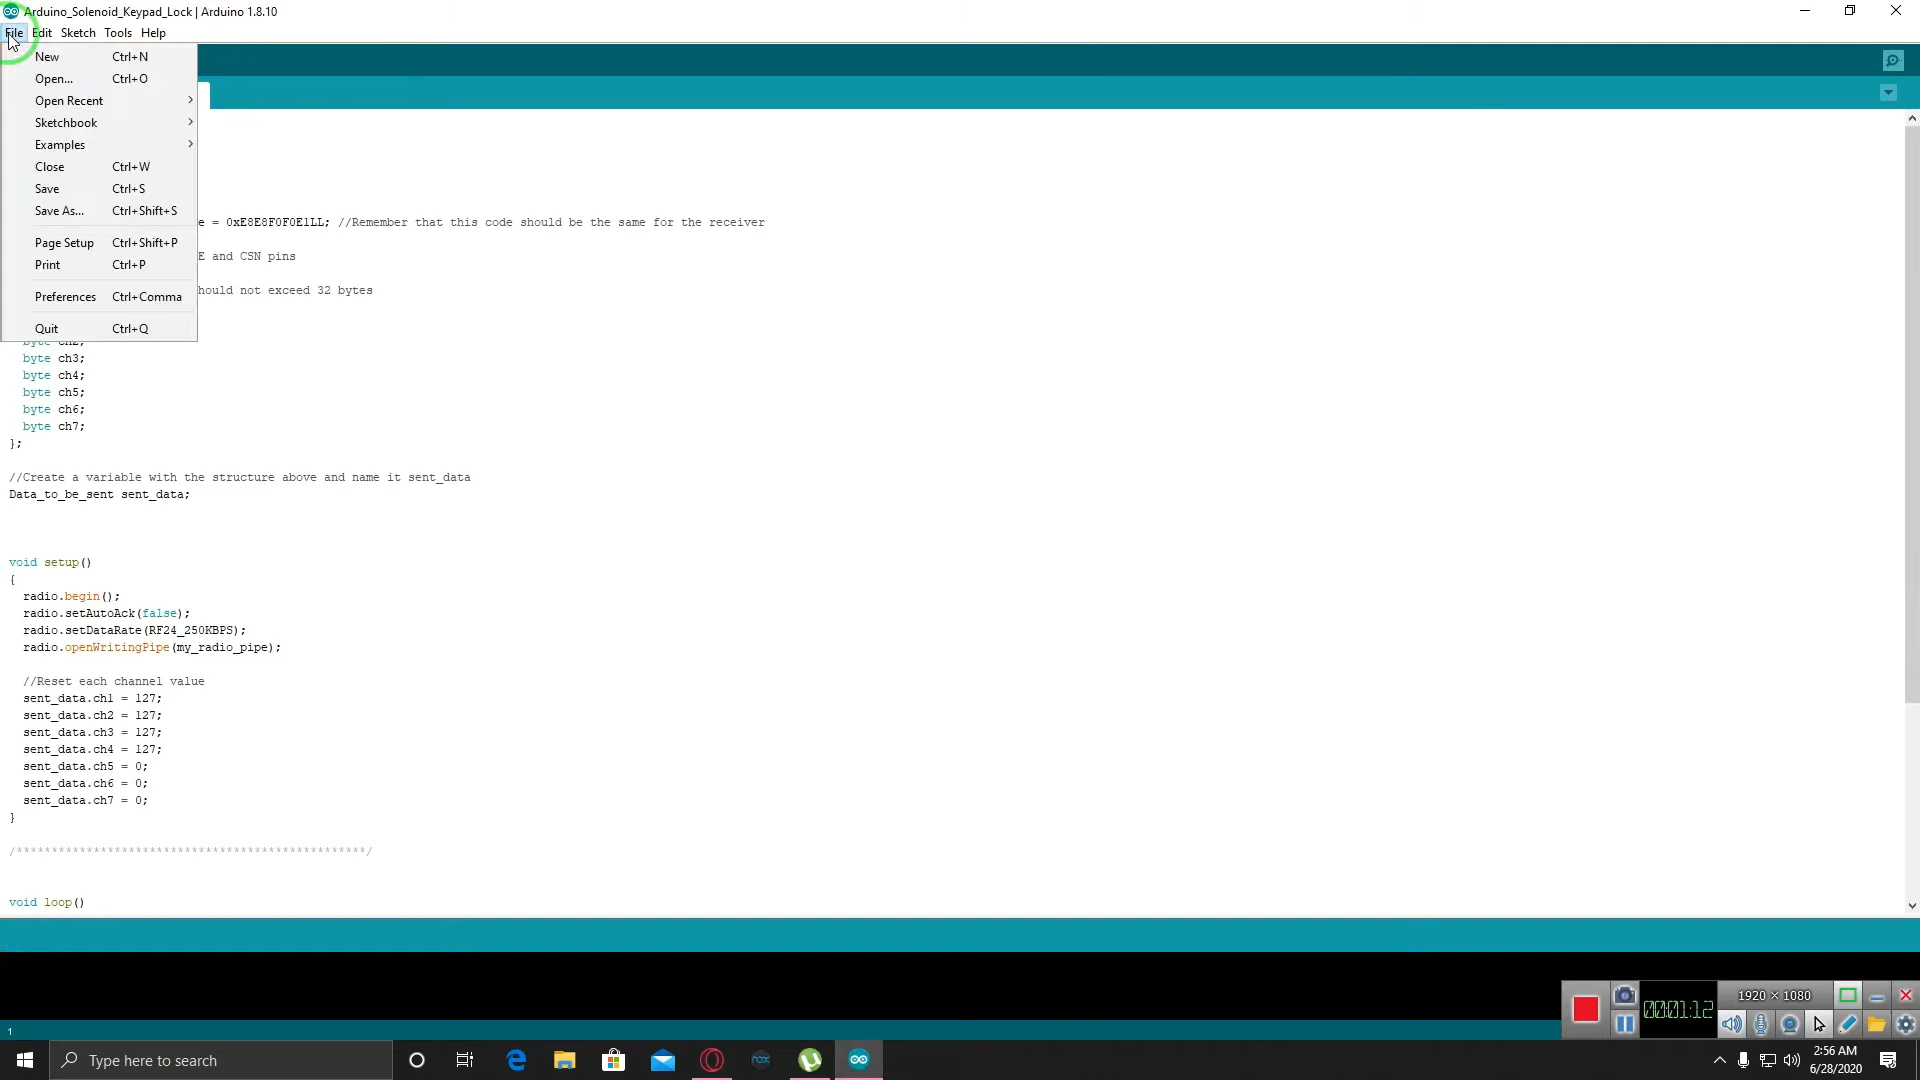 Arduino_Solenoid_Keypad_Lock | Arduino 1.8.10
File Edit Sketch Tools Help
New Ctrl+N
Open... Ctrl+O
Open Recent
Sketchbook
Examples
Close Ctrl+W
Save Ctrl+S
Save As... Ctrl+Shift+S
Page Setup Ctrl+Shift+P
Print Ctrl+P
Preferences Ctrl+Comma
Quit Ctrl+Q
e = 0xE8E8F0F0E1LL; //Remember that this code should be the same for the receiver
E and CSN pins
hould not exceed 32 bytes
byte ch2;
byte ch3;
byte ch4;
byte ch5;
byte ch6;
byte ch7;
};
//Create a variable with the structure above and name it sent_data
Data_to_be_sent sent_data;
void setup()
{
radio.begin();
radio.setAutoAck(false);
radio.setDataRate(RF24_250KBPS);
radio.openWritingPipe(my_radio_pipe);
//Reset each channel value
sent_data.ch1 = 127;
sent_data.ch2 = 127;
sent_data.ch3 = 127;
sent_data.ch4 = 127;
sent_data.ch5 = 0;
sent_data.ch6 = 0;
sent_data.ch7 = 0;
}
/**************************************************/
void loop()
00:01:12
1920 × 1080
1
Type here to search
nox
2:56 AM
6/28/2020